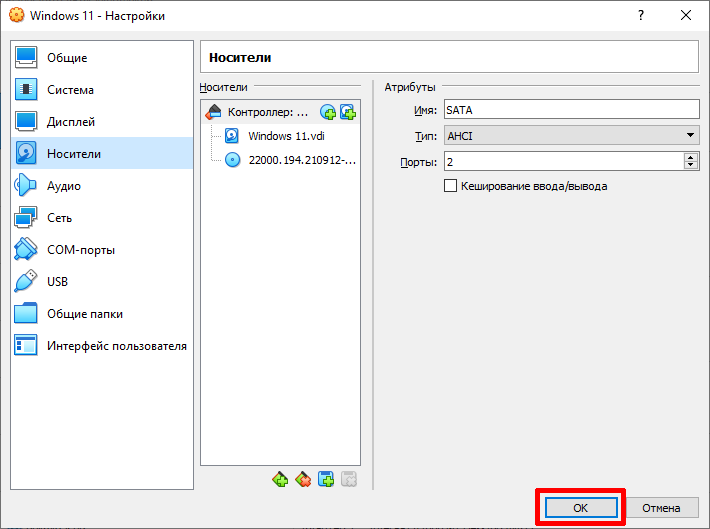 Windows 11 - Настройки
?
Общие
Система
Дисплей
Носители
Аудио
Сеть
COM-порты
USB
Общие папки
Интерфейс пользователя
Носители
Носители
Контроллер: ...
Windows 11.vdi
22000.194.210912-...
Атрибуты
Имя: SATA
Тип: AHCI
Порты: 2
Кеширование ввода/вывода
OK
Отмена